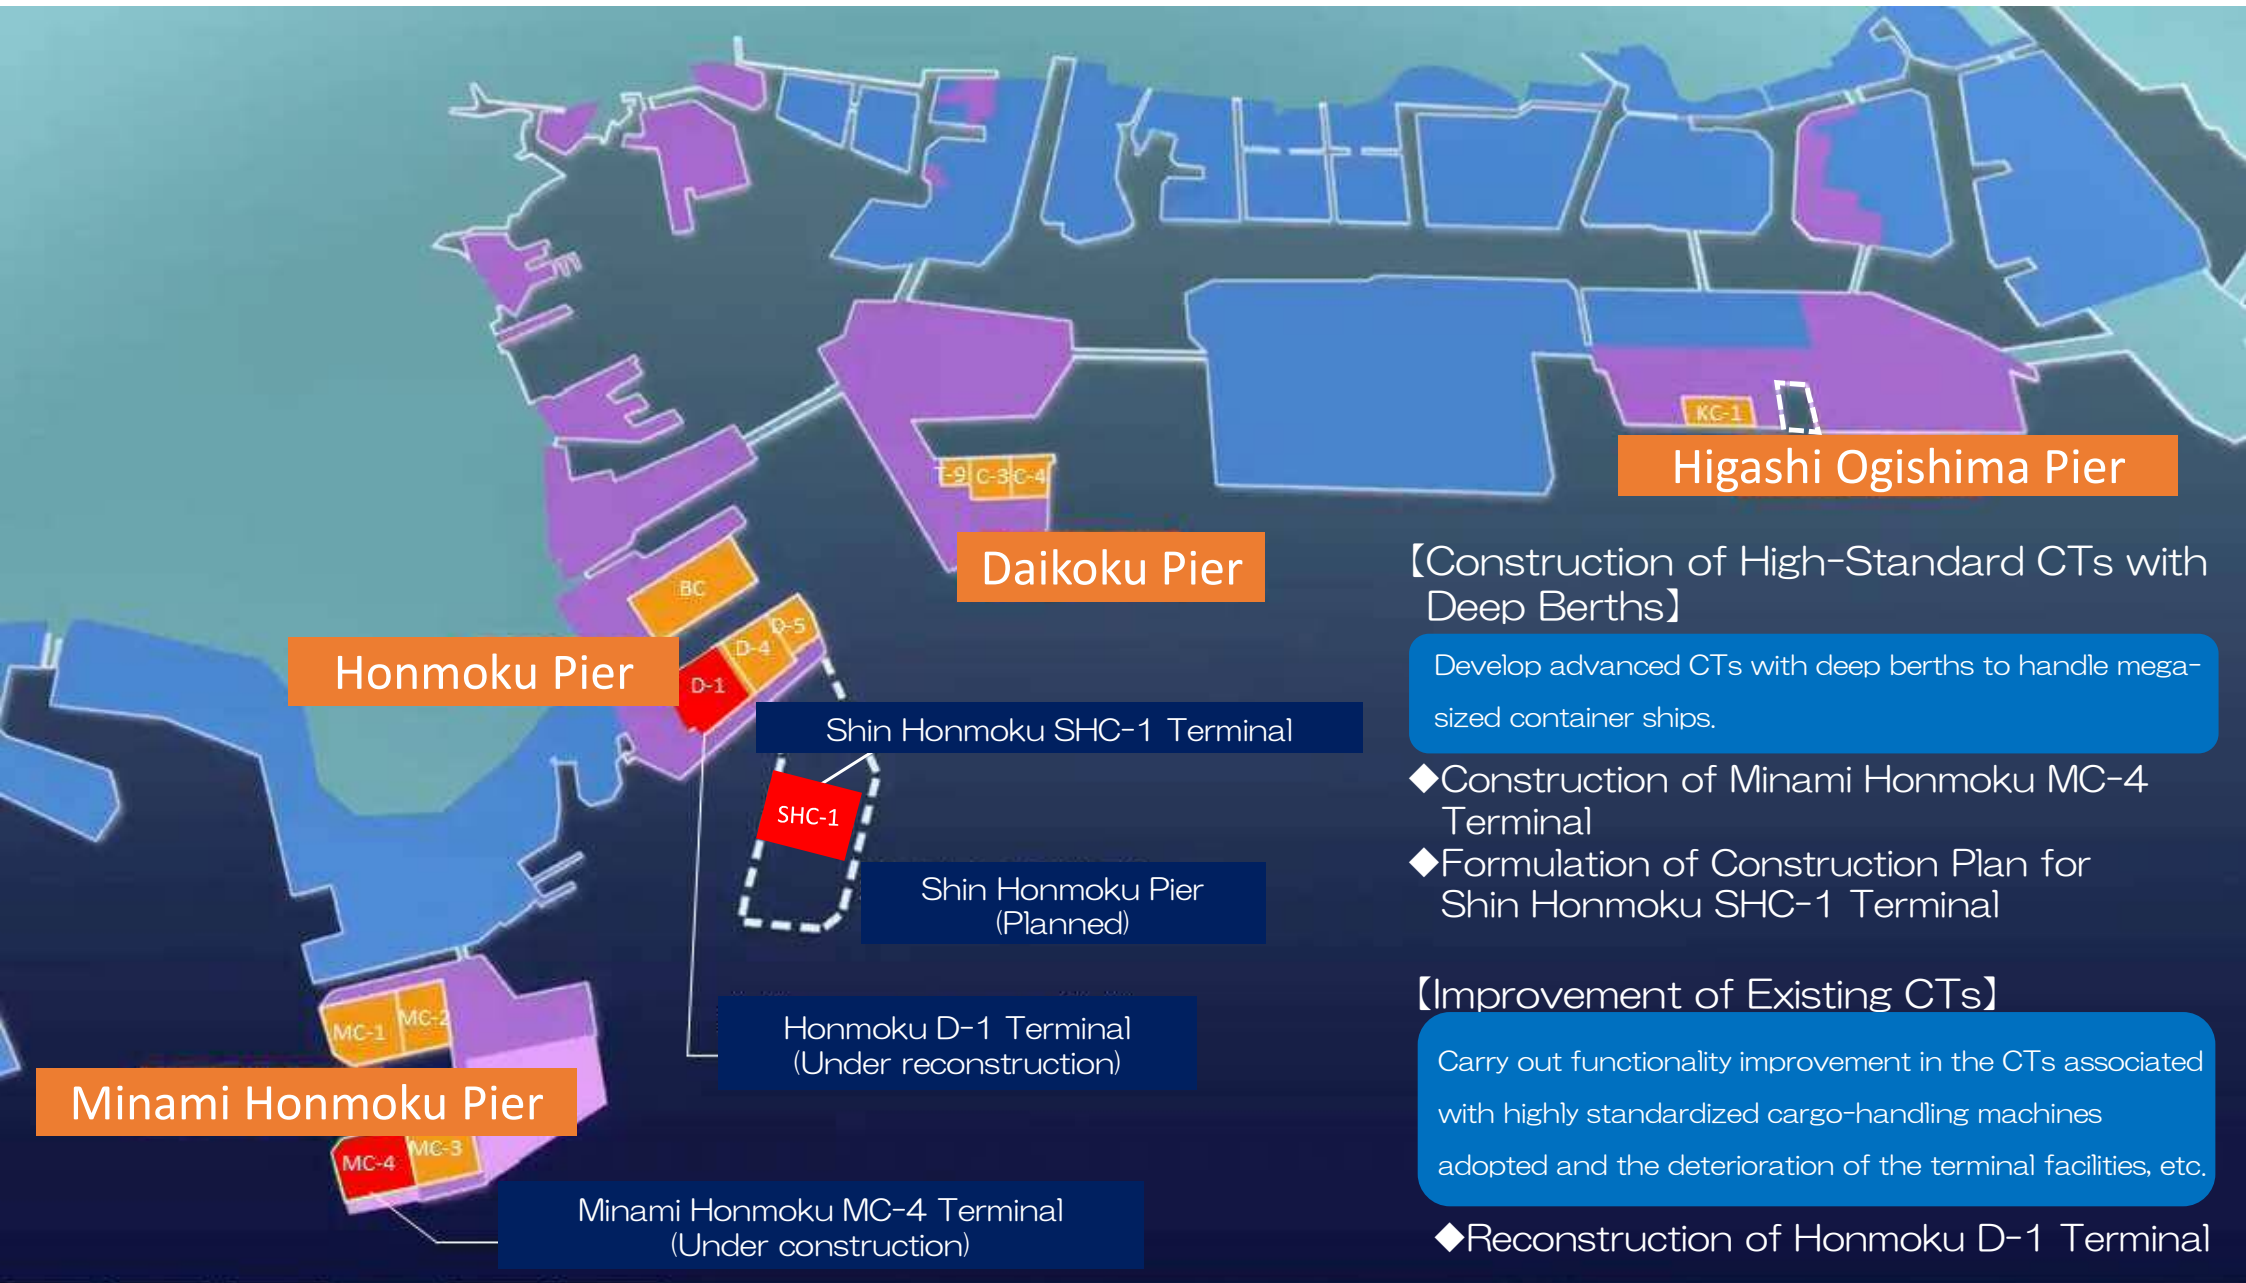 KC-1
Higashi Ogishima Pier
T-9 C-3 C-4
Daikoku Pier
BC
D-5
D-4
D-1
Honmoku Pier
Shin Honmoku SHC-1 Terminal
SHC-1
Shin Honmoku Pier
(Planned)
Honmoku D-1 Terminal
(Under reconstruction)
MC-1 MC-2
Minami Honmoku Pier
MC-4 MC-3
Minami Honmoku MC-4 Terminal
(Under construction)
【Construction of High-Standard CTs with
Deep Berths】
Develop advanced CTs with deep berths to handle mega-
sized container ships.
◆Construction of Minami Honmoku MC-4
Terminal
◆Formulation of Construction Plan for
Shin Honmoku SHC-1 Terminal
【Improvement of Existing CTs】
Carry out functionality improvement in the CTs associated
with highly standardized cargo-handling machines
adopted and the deterioration of the terminal facilities, etc.
◆Reconstruction of Honmoku D-1 Terminal